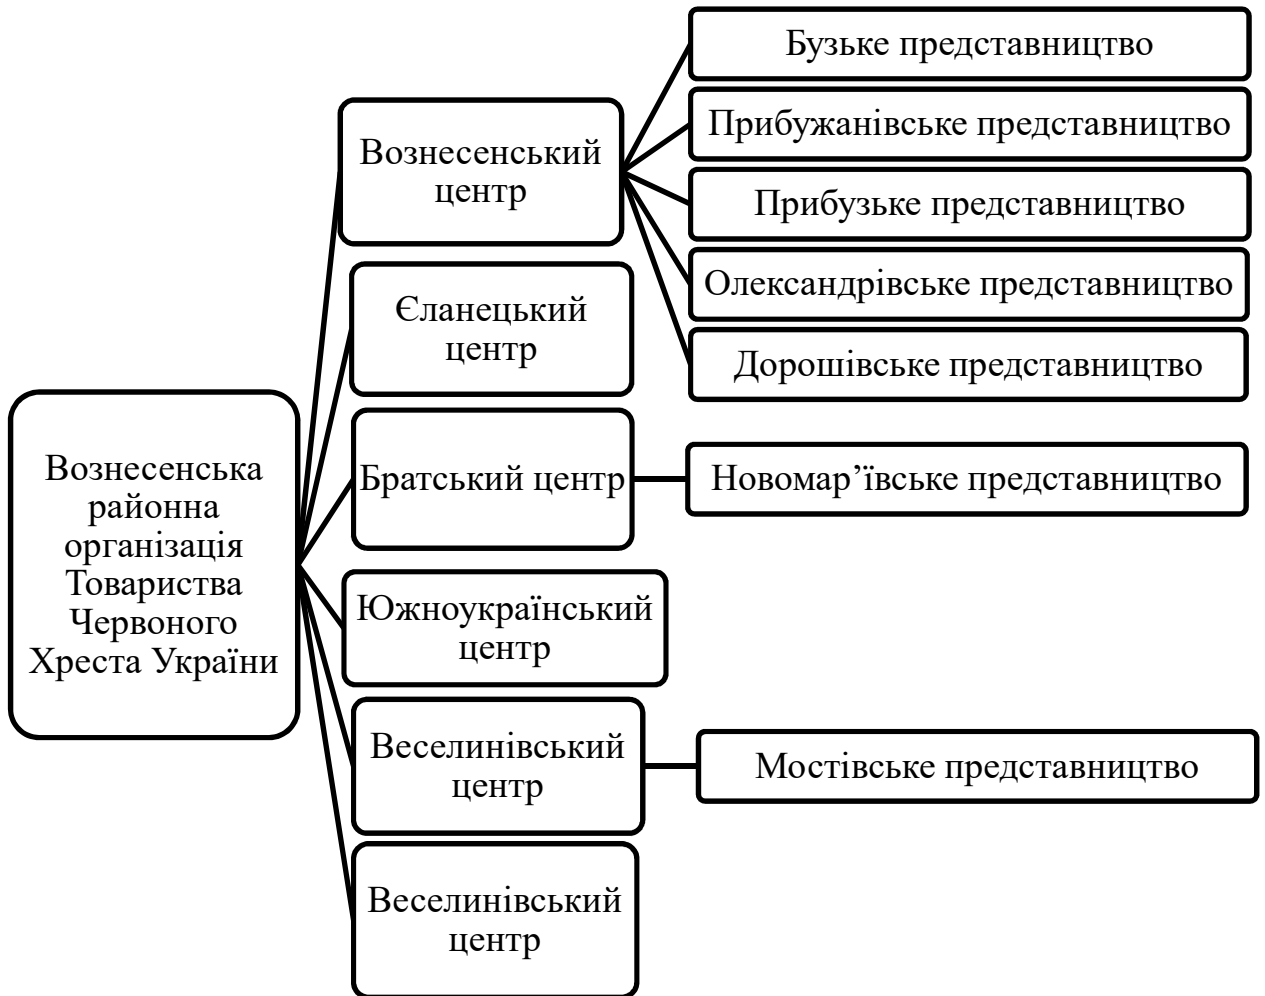 Вознесенська
районна
організація
Товариства
Червоного
Хреста України
Вознесенський
центр
Бузьке представництво
Прибужанівське представництво
Прибузьке представництво
Олександрівське представництво
Дорошівське представництво
Єланецький
центр
Братський центр
Новомар’ївське представництво
Южноукраїнський
центр
Веселинівський
центр
Мостівське представництво
Веселинівський
центр